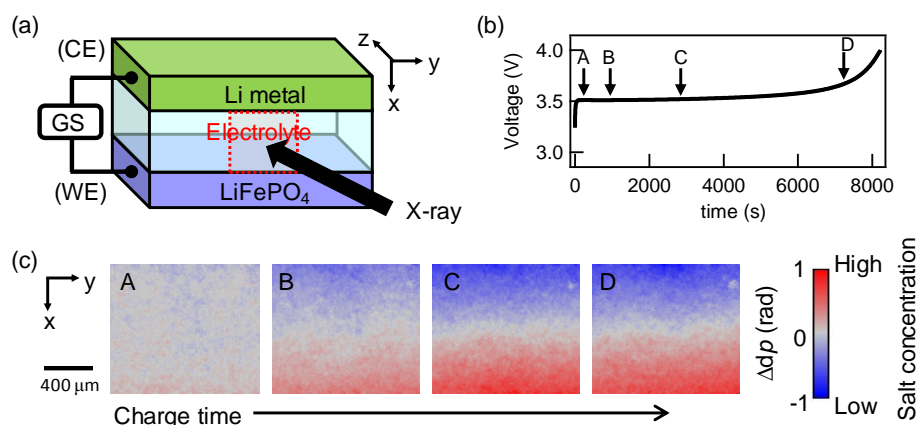 (a)
(CE)
z
y
x
Li metal
GS
Electrolyte
(WE)
LiFePO4
X-ray
(b)
Voltage (V)
4.0
3.5
3.0
A
B
C
D
0
2000
4000
6000
8000
time (s)
(c)
y
x
400 μm
A
B
C
D
Charge time
1
0
-1
Δdp (rad)
High
Low
Salt concentration